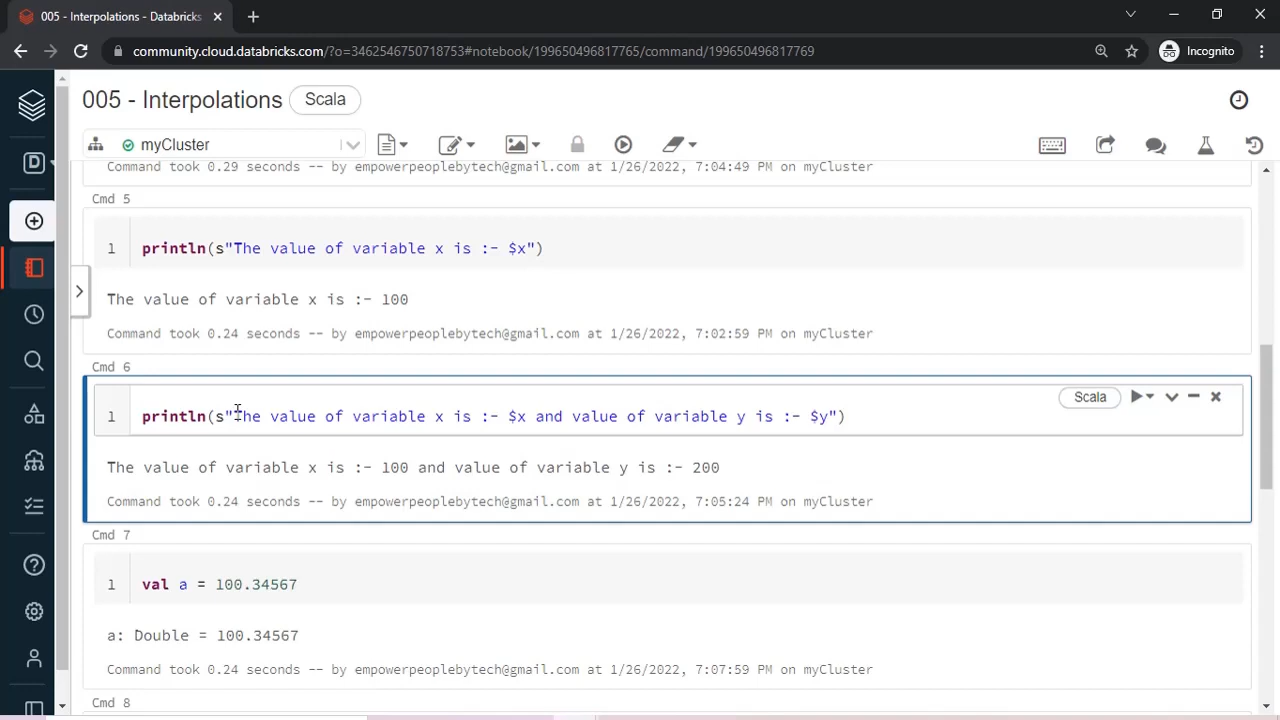 005 - Interpolations - Databricks
community.cloud.databricks.com/?o=3462546750718753#notebook/199650496817765/command/199650496817769
Incognito
005 - Interpolations Scala
myCluster
Command took 0.29 seconds -- by empowerpeoplebytech@gmail.com at 1/26/2022, 7:04:49 PM on myCluster
Cmd 5
1 println(s"The value of variable x is :- $x")
The value of variable x is :- 100
Command took 0.24 seconds -- by empowerpeoplebytech@gmail.com at 1/26/2022, 7:02:59 PM on myCluster
Cmd 6
Scala
1 println(s"The value of variable x is :- $x and value of variable y is :- $y")
The value of variable x is :- 100 and value of variable y is :- 200
Command took 0.24 seconds -- by empowerpeoplebytech@gmail.com at 1/26/2022, 7:05:24 PM on myCluster
Cmd 7
1 val a = 100.34567
a: Double = 100.34567
Command took 0.24 seconds -- by empowerpeoplebytech@gmail.com at 1/26/2022, 7:07:59 PM on myCluster
Cmd 8
D